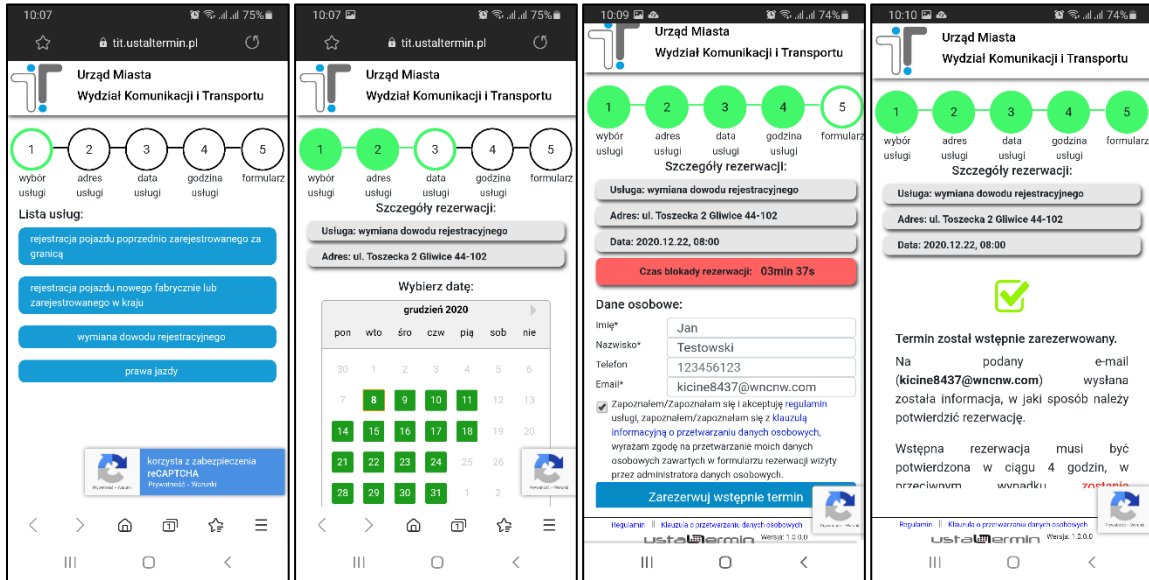 10:07
75%
tit.ustaltermin.pl
Urząd Miasta
Wydział Komunikacji i Transportu
1
2
3
4
5
wybór usługi
adres usługi
data usługi
godzina usługi
formularz
Lista usług:
rejestracja pojazdu poprzednio zarejestrowanego za
granicą
rejestracja pojazdu nowego fabrycznie lub
zarejestrowanego w kraju
wymiana dowodu rejestracyjnego
prawa jazdy
korzysta z zabezpieczenia
reCAPTCHA
Prywatność - Warunki
1
10:07
75%
tit.ustaltermin.pl
Urząd Miasta
Wydział Komunikacji i Transportu
1
2
3
4
5
wybór usługi
adres usługi
data usługi
godzina usługi
formularz
Szczegóły rezerwacji:
Usługa: wymiana dowodu rejestracyjnego
Adres: ul. Toszecka 2 Gliwice 44-102
Wybierz datę:
grudzień 2020
pon wto śro czw pią sob nie
30 1 2 3 4 5 6
7 8 9 10 11 12 13
14 15 16 17 18 19 20
21 22 23 24 25 26
28 29 30 31 1 2
Prywatność - Warunki
1
10:09
74%
Urząd Miasta
Wydział Komunikacji i Transportu
1
2
3
4
5
wybór usługi
adres usługi
data usługi
godzina usługi
formularz
Szczegóły rezerwacji:
Usługa: wymiana dowodu rejestracyjnego
Adres: ul. Toszecka 2 Gliwice 44-102
Data: 2020.12.22, 08:00
Czas blokady rezerwacji: 03min 37s
Dane osobowe:
Imię* Jan
Nazwisko* Testowski
Telefon 123456123
Email* kicine8437@wncnw.com
Zapoznałem/Zapoznałam się i akceptuję regulamin
usługi, zapoznałem/zapoznałam się z klauzulą
informacyjną o przetwarzaniu danych osobowych,
wyrażam zgodę na przetwarzanie moich danych
osobowych zawartych w formularzu rezerwacji wizyty
przez administratora danych osobowych.
Zarezerwuj wstępnie termin
Prywatność - Warunki
Regulamin || Klauzula o przetwarzaniu danych osobowych
ustaltermin Wersja: 1.0.0.0
10:10
74%
Urząd Miasta
Wydział Komunikacji i Transportu
1
2
3
4
5
wybór usługi
adres usługi
data usługi
godzina usługi
formularz
Szczegóły rezerwacji:
Usługa: wymiana dowodu rejestracyjnego
Adres: ul. Toszecka 2 Gliwice 44-102
Data: 2020.12.22, 08:00
Termin został wstępnie zarezerwowany.
Na podany e-mail
(kicine8437@wncnw.com) wysłana
została informacja, w jaki sposób należy
potwierdzić rezerwację.
Wstępna rezerwacja musi być
potwierdzona w ciągu 4 godzin, w
przeciwnym wypadku zostanie
Prywatność - Warunki
Regulamin || Klauzula o przetwarzaniu danych osobowych
ustaltermin Wersja: 1.0.0.0